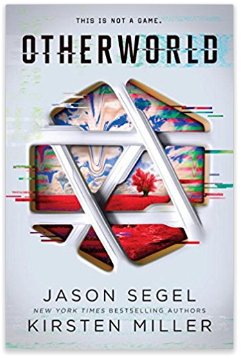 THIS IS NOT A GAME.
OTHERWORLD
JASON SEGEL
NEW YORK TIMES BESTSELLING AUTHORS
KIRSTEN MILLER